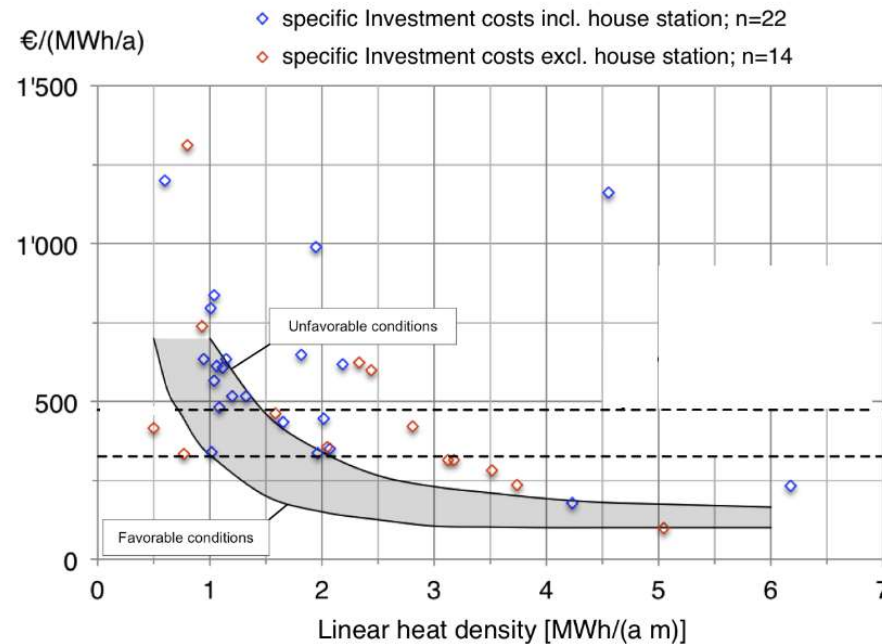 €/(MWh/a)
specific Investment costs incl. house station; n=22
specific Investment costs excl. house station; n=14
1'500
1'000
Unfavorable conditions
500
Favorable conditions
0
0 1 2 3 4 5 6 7
Linear heat density [MWh/(a m)]